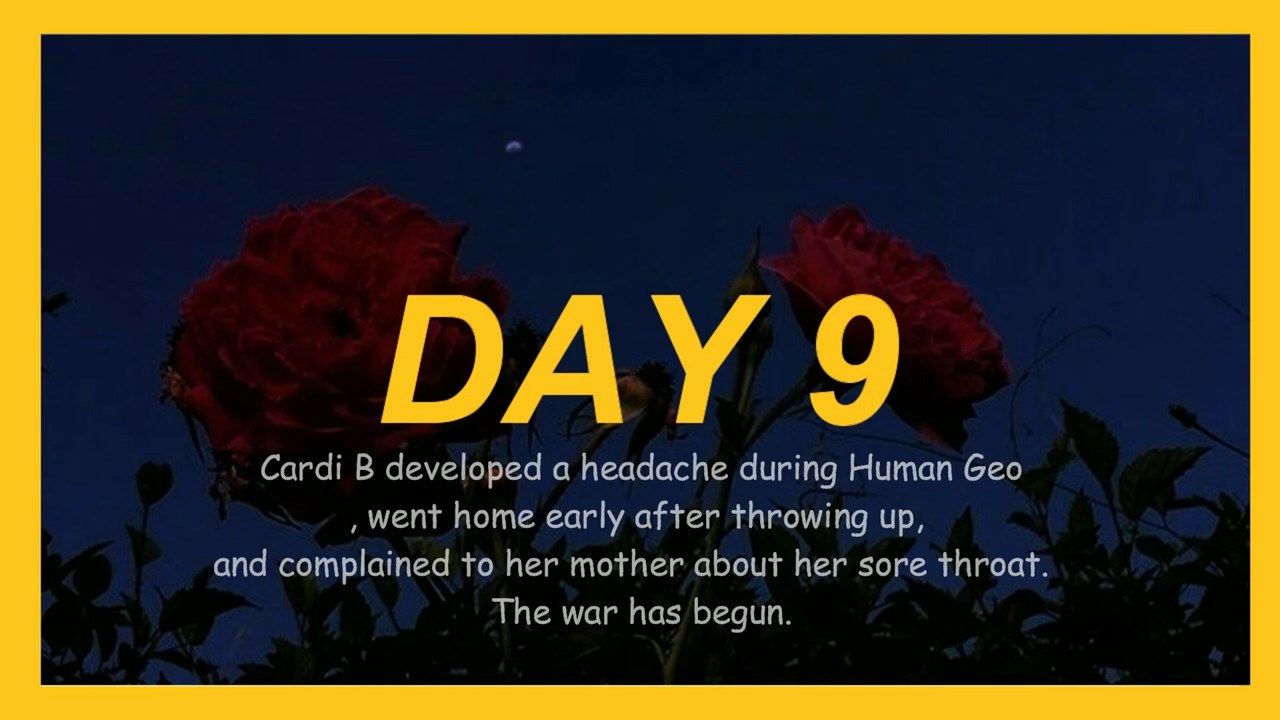 DAY 9
Cardi B developed a headache during Human Geo
, went home early after throwing up,
and complained to her mother about her sore throat.
The war has begun.